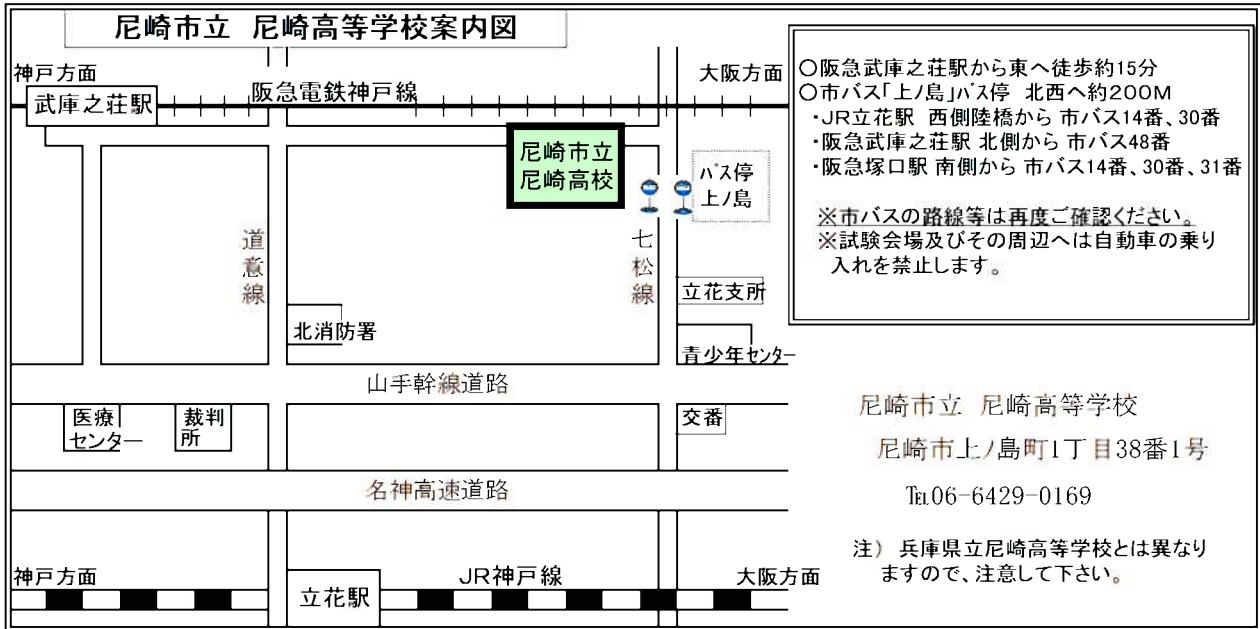 尼崎市立 尼崎高等学校案内図
神戸方面
武庫之荘駅
阪急電鉄神戸線
大阪方面
尼崎市立
尼崎高校
バス停
上ノ島
道意線
七松線
立花支所
北消防署
青少年センター
山手幹線道路
医療
センター
裁判
所
交番
名神高速道路
神戸方面
立花駅
JR神戸線
大阪方面
○阪急武庫之荘駅から東へ徒歩約15分
○市バス「上ノ島」バス停 北西へ約200M
・JR立花駅 西側陸橋から 市バス14番、30番
・阪急武庫之荘駅 北側から 市バス48番
・阪急塚口駅 南側から 市バス14番、30番、31番
※市バスの路線等は再度ご確認ください。
※試験会場及びその周辺へは自動車の乗り
入れを禁止します。
尼崎市立 尼崎高等学校
尼崎市上ノ島町1丁目38番1号
℡06-6429-0169
注) 兵庫県立尼崎高等学校とは異なり
ますので、注意して下さい。